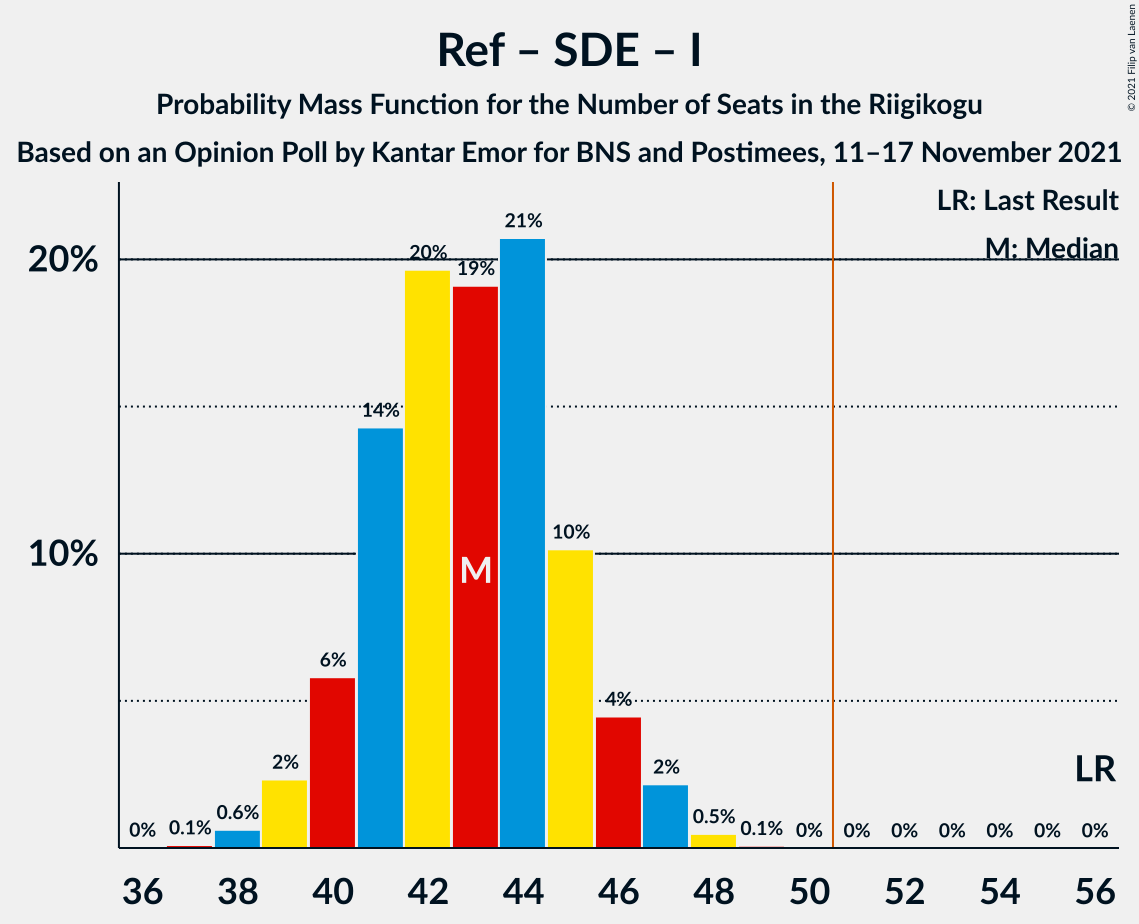 Ref – SDE – I
Probability Mass Function for the Number of Seats in the Riigikogu
Based on an Opinion Poll by Kantar Emor for BNS and Postimees, 11–17 November 2021
© 2021 Filip van Laenen
LR: Last Result
M: Median
20%
10%
0% 0.1% 0.6% 2% 6% 14% 20% 19% 21% 10% 4% 2% 0.5% 0.1% 0% 0% 0% 0% 0% 0% 0%
M
LR
36 38 40 42 44 46 48 50 52 54 56